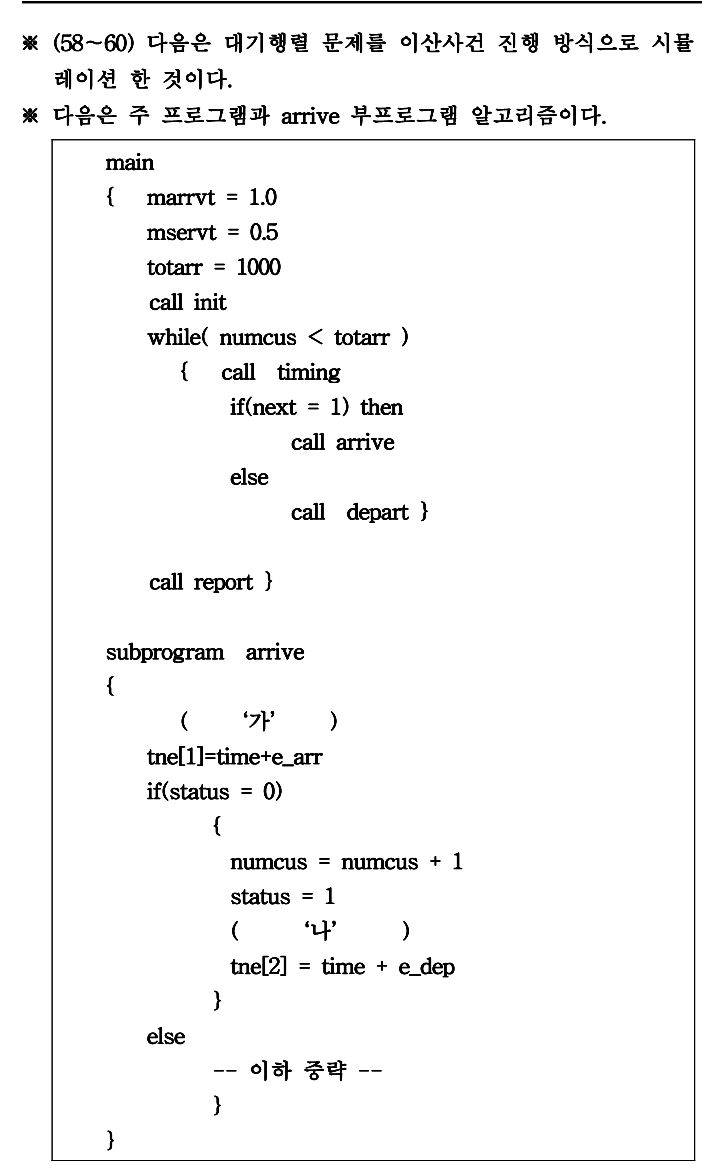 ※ (58~60) 다음은 대기행렬 문제를 이산사건 진행 방식으로 시뮬
레이션 한 것이다.
※ 다음은 주 프로그램과 arrive 부프로그램 알고리즘이다.
main
{ marrvt = 1.0
mservt = 0.5
totarr = 1000
call init
while( numcus < totarr )
{ call timing
if(next = 1) then
call arrive
else
call depart }
call report }
subprogram arrive
{
( ‘가’ )
tne[1]=time+e_arr
if(status = 0)
{
numcus = numcus + 1
status = 1
( ‘나’ )
tne[2] = time + e_dep
}
else
-- 이하 중략 --
}
}